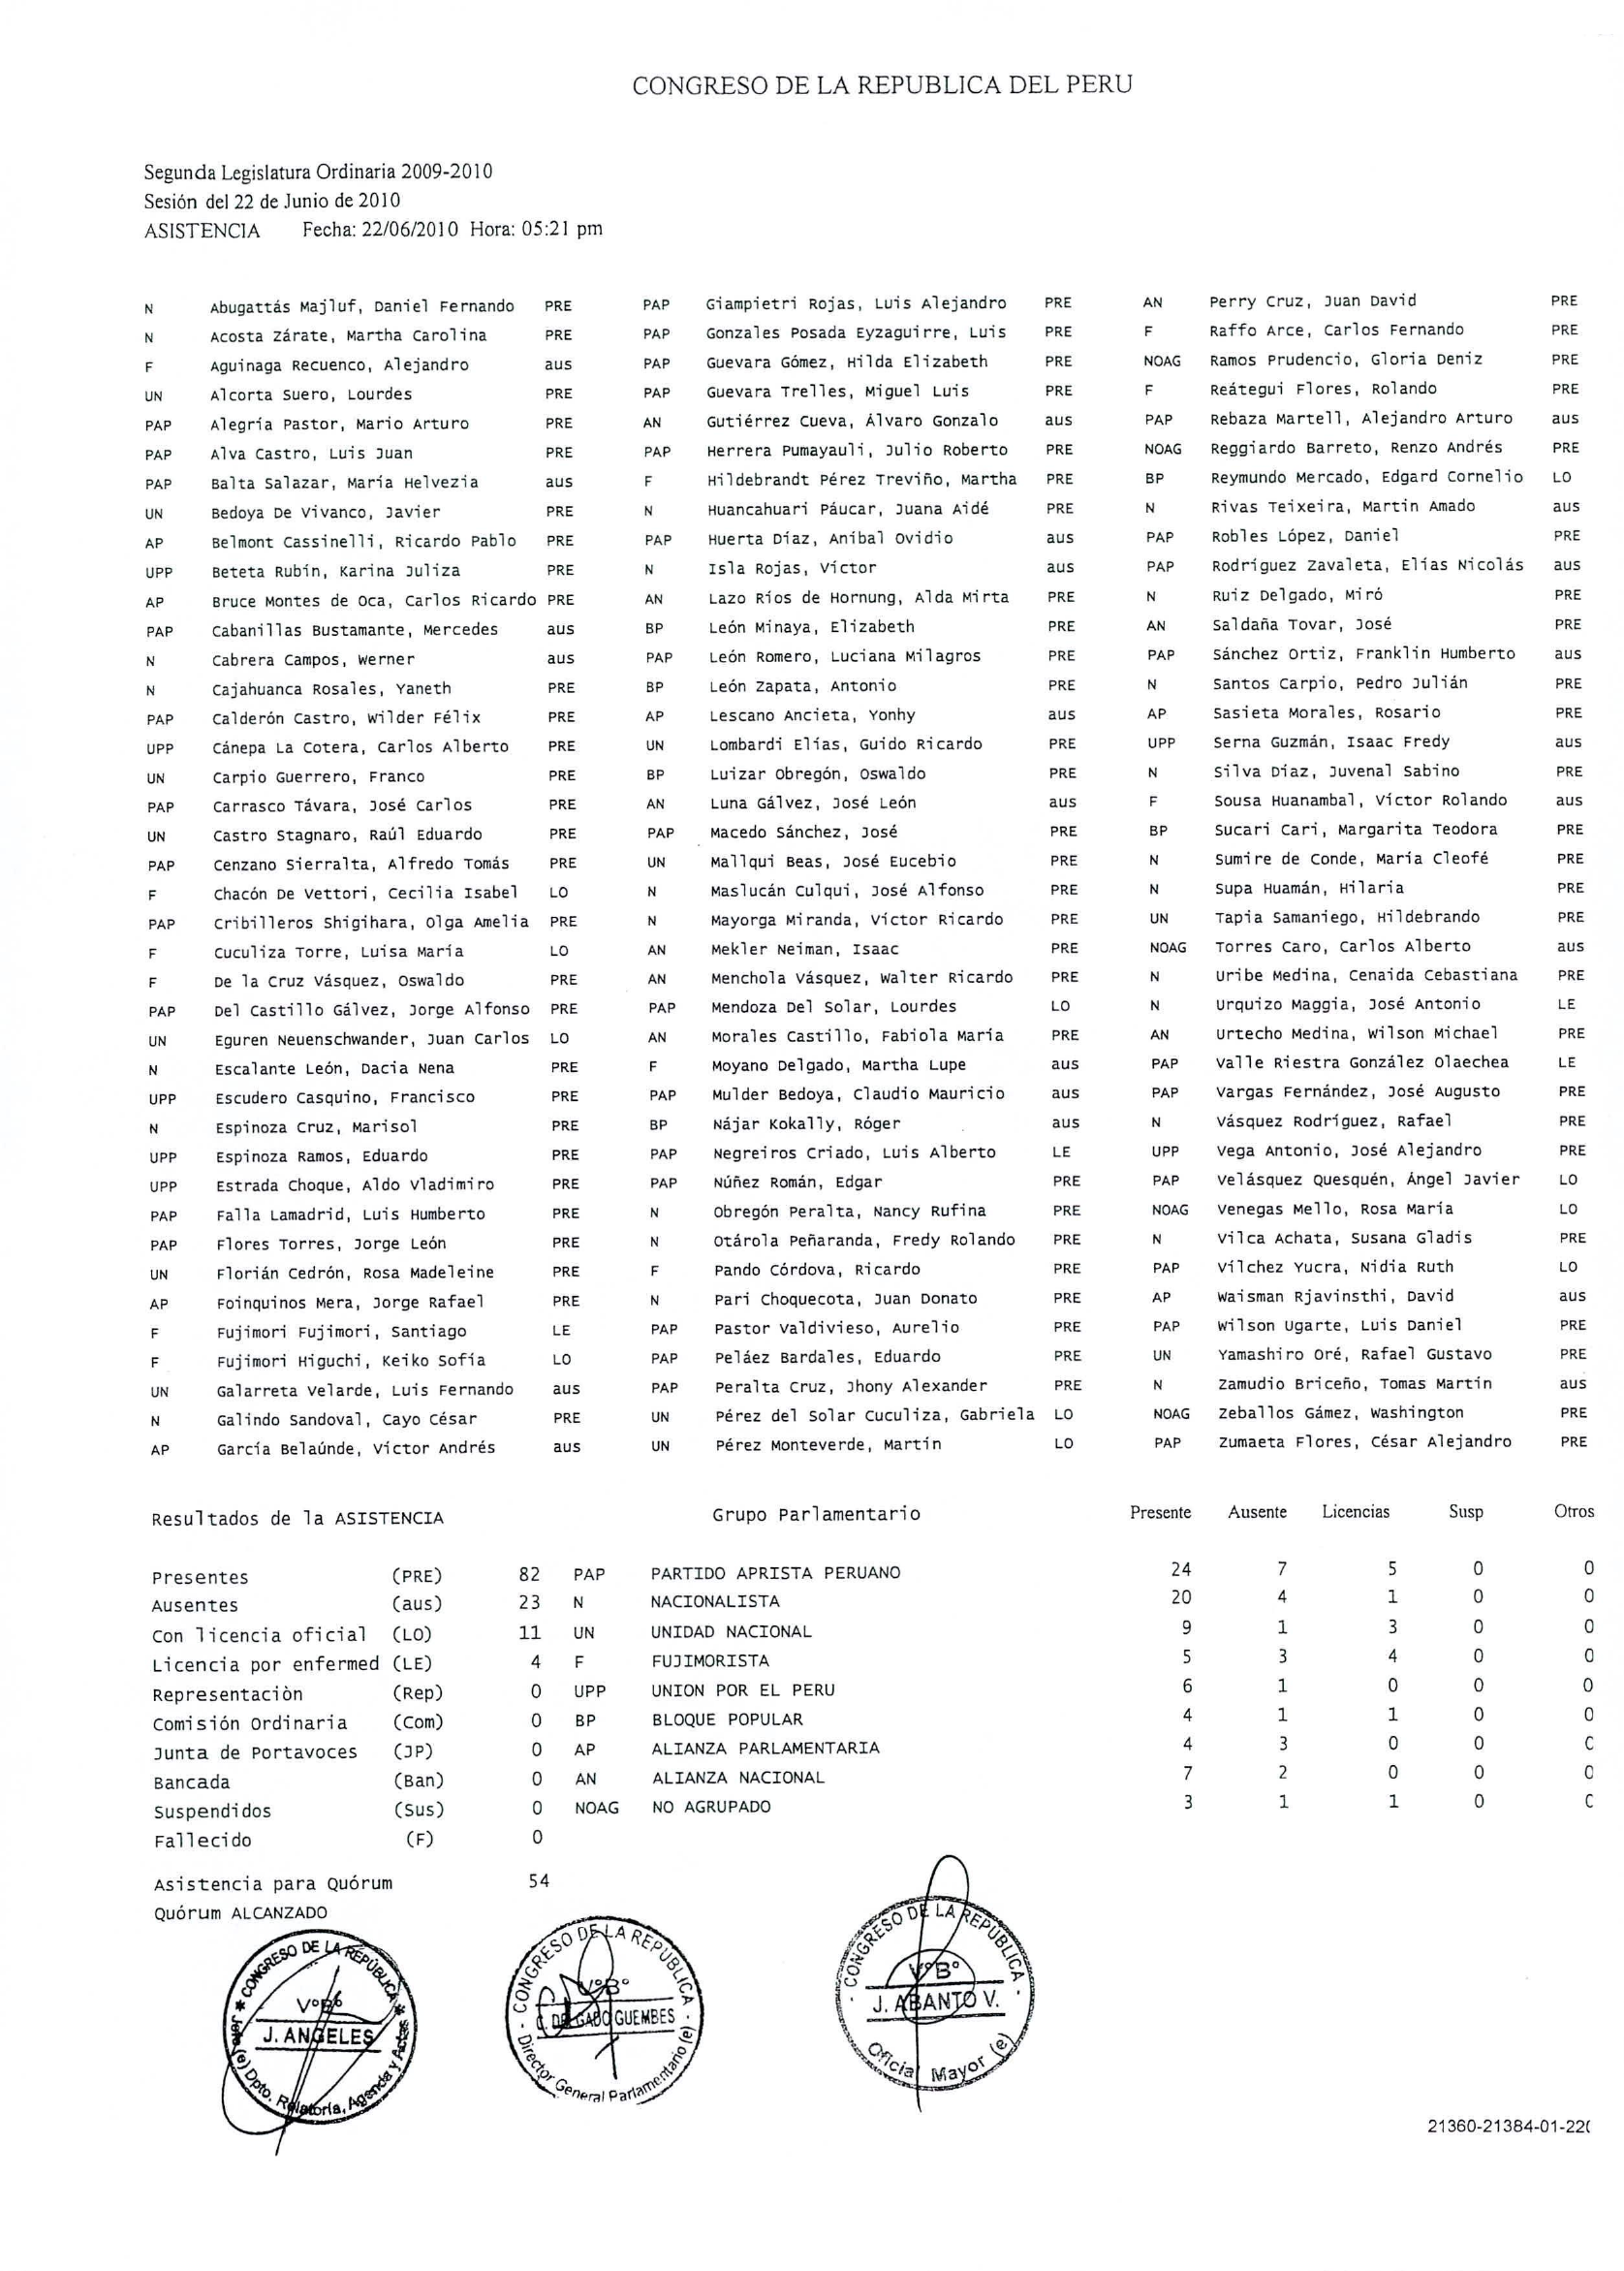 CONGRESO DE LA REPUBLICA DEL PERU
Segunda Legislatura Ordinaria 2009-2010
Sesión del 22 de Junio de 2010
ASISTENCIA Fecha: 22/06/2010 Hora: 05:21 pm
N Abugattás Majluf, Daniel Fernando PRE PAP Giampietri Rojas, Luis Alejandro PRE AN Perry Cruz, Juan David PRE
N Acosta Zárate, Martha Carolina PRE PAP Gonzales Posada Eyzaguirre, Luis PRE F Raffo Arce, Carlos Fernando PRE
F Aguinaga Recuenco, Alejandro aus PAP Guevara Gómez, Hilda Elizabeth PRE NOAG Ramos Prudencio, Gloria Deniz PRE
UN Alcorta Suero, Lourdes PRE PAP Guevara Trelles, Miguel Luis PRE F Reátegui Flores, Rolando PRE
PAP Alegría Pastor, Mario Arturo PRE AN Gutiérrez Cueva, Álvaro Gonzalo aus PAP Rebaza Martell, Alejandro Arturo aus
PAP Alva Castro, Luis Juan PRE PAP Herrera Pumayauli, Julio Roberto PRE NOAG Reggiardo Barreto, Renzo Andrés PRE
PAP Balta Salazar, María Helvezia aus F Hildebrandt Pérez Treviño, Martha PRE BP Reymundo Mercado, Edgard Cornelio LO
UN Bedoya De Vivanco, Javier PRE N Huancahuari Páucar, Juana Aidé PRE N Rivas Teixeira, Martin Amado aus
AP Belmont Cassinelli, Ricardo Pablo PRE PAP Huerta Díaz, Aníbal Ovidio aus PAP Robles López, Daniel PRE
UPP Beteta Rubín, Karina Juliza PRE N Isla Rojas, Víctor aus PAP Rodríguez Zavaleta, Elías Nicolás aus
AP Bruce Montes de Oca, Carlos Ricardo PRE AN Lazo Ríos de Hornung, Alda Mirta PRE N Ruiz Delgado, Miró PRE
PAP Cabanillas Bustamante, Mercedes aus BP León Minaya, Elizabeth PRE AN Saldaña Tovar, José PRE
N Cabrera Campos, Werner aus PAP León Romero, Luciana Milagros PRE PAP Sánchez Ortiz, Franklin Humberto aus
N Cajahuanca Rosales, Yaneth PRE BP León Zapata, Antonio PRE N Santos Carpio, Pedro Julián PRE
PAP Calderón Castro, Wilder Félix PRE AP Lescano Ancieta, Yonhy aus AP Sasieta Morales, Rosario PRE
UPP Cánepa La Cotera, Carlos Alberto PRE UN Lombardi Elías, Guido Ricardo PRE UPP Serna Guzmán, Isaac Fredy aus
UN Carpio Guerrero, Franco PRE BP Luizar Obregón, Oswaldo PRE N Silva Díaz, Juvenal Sabino PRE
PAP Carrasco Távara, José Carlos PRE AN Luna Gálvez, José León aus F Sousa Huanambal, Víctor Rolando aus
UN Castro Stagnaro, Raúl Eduardo PRE PAP Macedo Sánchez, José PRE BP Sucari Cari, Margarita Teodora PRE
PAP Cenzano Sierralta, Alfredo Tomás PRE UN Mallqui Beas, José Eucebio PRE N Sumire de Conde, María Cleofé PRE
F Chacón De Vettori, Cecilia Isabel LO N Maslucán Culqui, José Alfonso PRE N Supa Huamán, Hilaria PRE
PAP Cribilleros Shigihara, Olga Amelia PRE N Mayorga Miranda, Víctor Ricardo PRE UN Tapia Samaniego, Hildebrando PRE
F Cuculiza Torre, Luisa María LO AN Mekler Neiman, Isaac PRE NOAG Torres Caro, Carlos Alberto aus
F De la Cruz Vásquez, Oswaldo PRE AN Menchola Vásquez, Walter Ricardo PRE N Uribe Medina, Cenaida Cebastiana PRE
PAP Del Castillo Gálvez, Jorge Alfonso PRE PAP Mendoza Del Solar, Lourdes LO N Urquizo Maggia, José Antonio LE
UN Eguren Neuenschwander, Juan Carlos LO AN Morales Castillo, Fabiola María PRE AN Urtecho Medina, Wilson Michael PRE
N Escalante León, Dacia Nena PRE F Moyano Delgado, Martha Lupe aus PAP Valle Riestra González Olaechea LE
UPP Escudero Casquino, Francisco PRE PAP Mulder Bedoya, Claudio Mauricio aus PAP Vargas Fernández, José Augusto PRE
N Espinoza Cruz, Marisol PRE BP Nájar Kokally, Róger aus N Vásquez Rodríguez, Rafael PRE
UPP Espinoza Ramos, Eduardo PRE PAP Negreiros Criado, Luis Alberto LE UPP Vega Antonio, José Alejandro PRE
UPP Estrada Choque, Aldo Vladimiro PRE PAP Núñez Román, Edgar PRE PAP Velásquez Quesquén, Ángel Javier LO
PAP Falla Lamadrid, Luis Humberto PRE N Obregón Peralta, Nancy Rufina PRE NOAG Venegas Mello, Rosa María LO
PAP Flores Torres, Jorge León PRE N Otárola Peñaranda, Fredy Rolando PRE N Vilca Achata, Susana Gladis PRE
UN Florián Cedrón, Rosa Madeleine PRE F Pando Córdova, Ricardo PRE PAP Vílchez Yucra, Nidia Ruth LO
AP Foinquinos Mera, Jorge Rafael PRE N Pari Choquecota, Juan Donato PRE AP Waisman Rjavinsthi, David aus
F Fujimori Fujimori, Santiago LE PAP Pastor Valdivieso, Aurelio PRE PAP Wilson Ugarte, Luis Daniel PRE
F Fujimori Higuchi, Keiko Sofía LO PAP Peláez Bardales, Eduardo PRE UN Yamashiro Oré, Rafael Gustavo PRE
UN Galarreta Velarde, Luis Fernando aus PAP Peralta Cruz, Jhony Alexander PRE N Zamudio Briceño, Tomas Martín aus
N Galindo Sandoval, Cayo César PRE UN Pérez del Solar Cuculiza, Gabriela LO NOAG Zeballos Gámez, Washington PRE
AP García Belaúnde, Víctor Andrés aus UN Pérez Monteverde, Martín LO PAP Zumaeta Flores, César Alejandro PRE
Resultados de la ASISTENCIA Grupo Parlamentario Presente Ausente Licencias Susp Otros
Presentes (PRE) 82 PAP PARTIDO APRISTA PERUANO 24 7 5 0 0
Ausentes (aus) 23 N NACIONALISTA 20 4 1 0 0
Con licencia oficial (LO) 11 UN UNIDAD NACIONAL 9 1 3 0 0
Licencia por enfermed (LE) 4 F FUJIMORISTA 5 3 4 0 0
Representaciòn (Rep) 0 UPP UNION POR EL PERU 6 1 0 0 0
Comisión Ordinaria (Com) 0 BP BLOQUE POPULAR 4 1 1 0 0
Junta de Portavoces (JP) 0 AP ALIANZA PARLAMENTARIA 4 3 0 0 0
Bancada (Ban) 0 AN ALIANZA NACIONAL 7 2 0 0 0
Suspendidos (Sus) 0 NOAG NO AGRUPADO 3 1 1 0 0
Fallecido (F) 0
Asistencia para Quórum 54
Quórum ALCANZADO
CONGRESO DE LA REPÚBLICA
V°B°
J. ANGELES
Jefe (e) Dpto. Relatoría, Agenda y Actas
CONGRESO DE LA REPUBLICA
V°B°
C. DELGADO GUEMBES
Director General Parlamentario (e)
CONGRESO DE LA REPUBLICA
V°B°
J. ABANTO V.
Oficial Mayor (e)
21360-21384-01-22